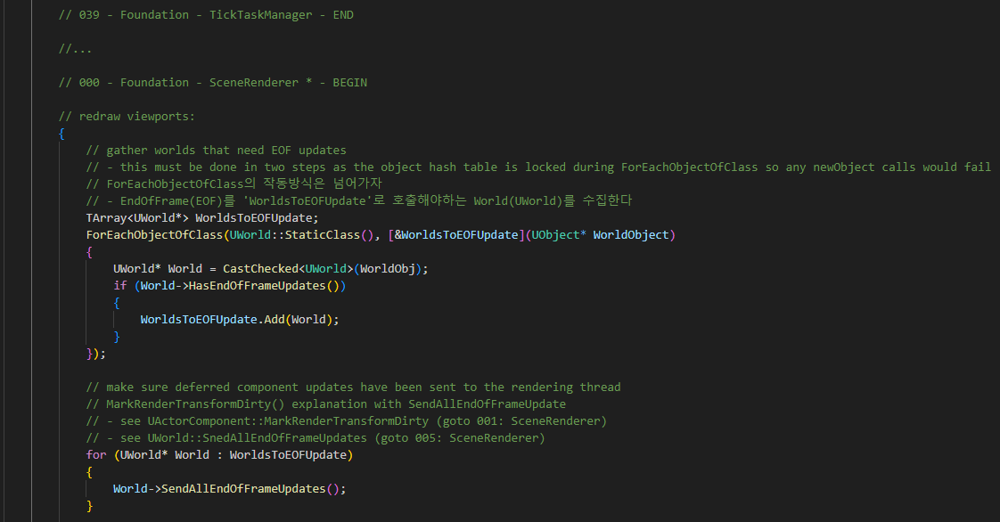 // 039 - Foundation - TickTaskManager - END
//...
// 000 - Foundation - SceneRenderer * - BEGIN
// redraw viewports:
{
// gather worlds that need EOF updates
// - this must be done in two steps as the object hash table is locked during ForEachObjectOfClass so any newObject calls would fail
// ForEachObjectOfClass의 작동방식은 넘어가자
// - EndOfFrame(EOF)를 'WorldsToEOFUpdate'로 호출해야하는 World(UWorld)를 수집한다
TArray<UWorld*> WorldsToEOFUpdate;
ForEachObjectOfClass(UWorld::StaticClass(), [&WorldsToEOFUpdate](UObject* WorldObject)
{
UWorld* World = CastChecked<UWorld>(WorldObj);
if (World->HasEndOfFrameUpdates())
{
WorldsToEOFUpdate.Add(World);
}
});
// make sure deferred component updates have been sent to the rendering thread
// MarkRenderTransformDirty() explanation with SendAllEndOfFrameUpdate
// - see UActorComponent::MarkRenderTransformDirty (goto 001: SceneRenderer)
// - see UWorld::SnedAllEndOfFrameUpdates (goto 005: SceneRenderer)
for (UWorld* World : WorldsToEOFUpdate)
{
World->SendAllEndOfFrameUpdates();
}